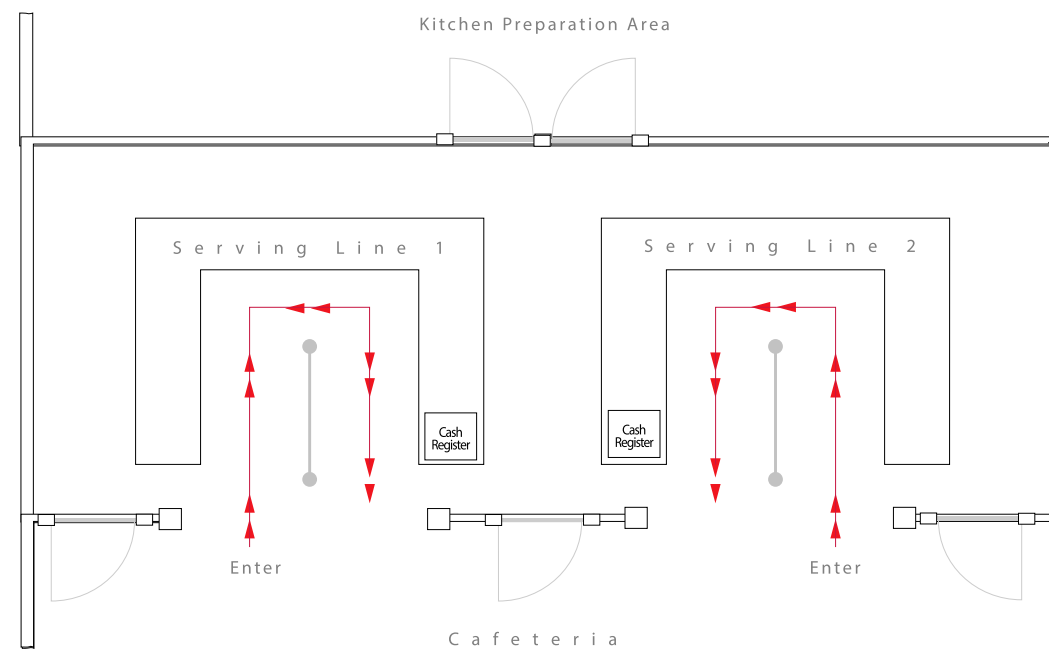 Kitchen Preparation Area
Serving Line 1
Serving Line 2
Cash
Register
Cash
Register
Enter
Enter
Cafeteria